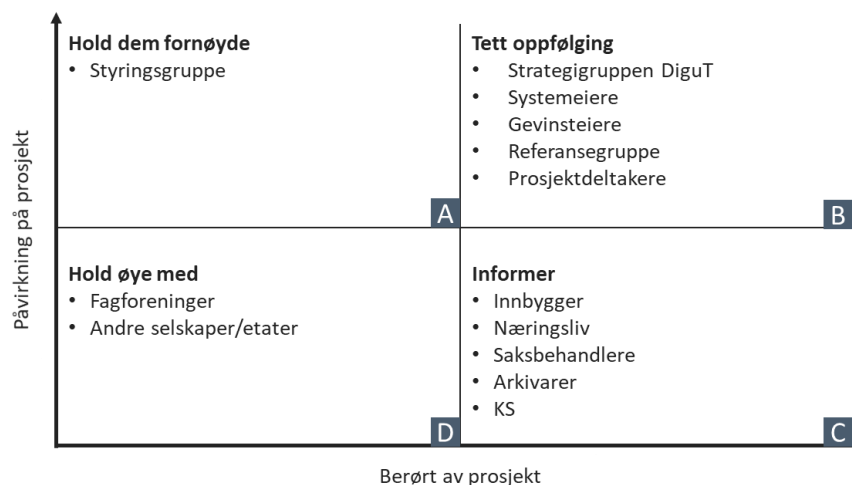 Påvirkning på prosjekt
Hold dem fornøyde
• Styringsgruppe
A
Tett oppfølging
• Strategigruppen DiguT
• Systemeiere
• Gevinsteiere
• Referansegruppe
• Prosjektdeltakere
B
Hold øye med
• Fagforeninger
• Andre selskaper/etater
D
Informer
• Innbygger
• Næringsliv
• Saksbehandlere
• Arkivarer
• KS
C
Berørt av prosjekt